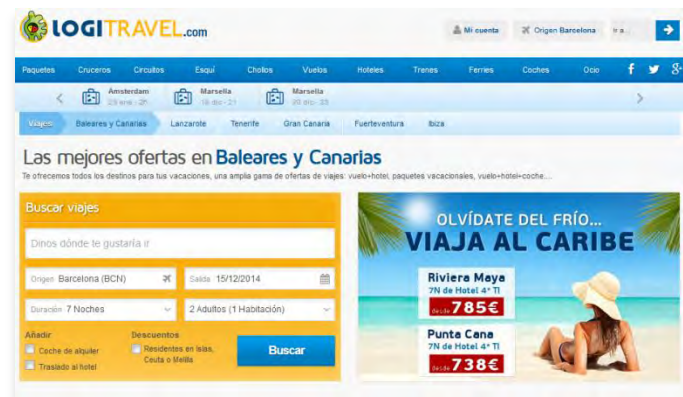 LOGITRAVEL.com
Mi cuenta
Origen Barcelona
Ir a...
Paquetes Cruceros Circuitos Esquí Chollos Vuelos Hoteles Trenes Ferries Coches Ocio
Amsterdam
Marsella
Marsella
Viajes Baleares y Canarias Lanzarote Tenerife Gran Canaria Fuerteventura Ibiza
Las mejores ofertas en Baleares y Canarias
Te ofrecemos todos los destinos para tus vacaciones, una amplia gama de ofertas de viajes: vuelo+hotel, paquetes vacacionales, vuelo+hotel+coche....
Buscar viajes
Dinos dónde te gustaría ir
Origen Barcelona (BCN)
Salida 15/12/2014
Duración 7 Noches
2 Adultos (1 Habitación)
Añadir
Coche de alquiler
Traslado al hotel
Descuentos
Residentes en Islas,
Ceuta o Melilla
Buscar
OLVÍDATE DEL FRÍO...
VIAJA AL CARIBE
Riviera Maya
7N de Hotel 4* TI
desde 785€
Punta Cana
7N de Hotel 4* TI
desde 738€